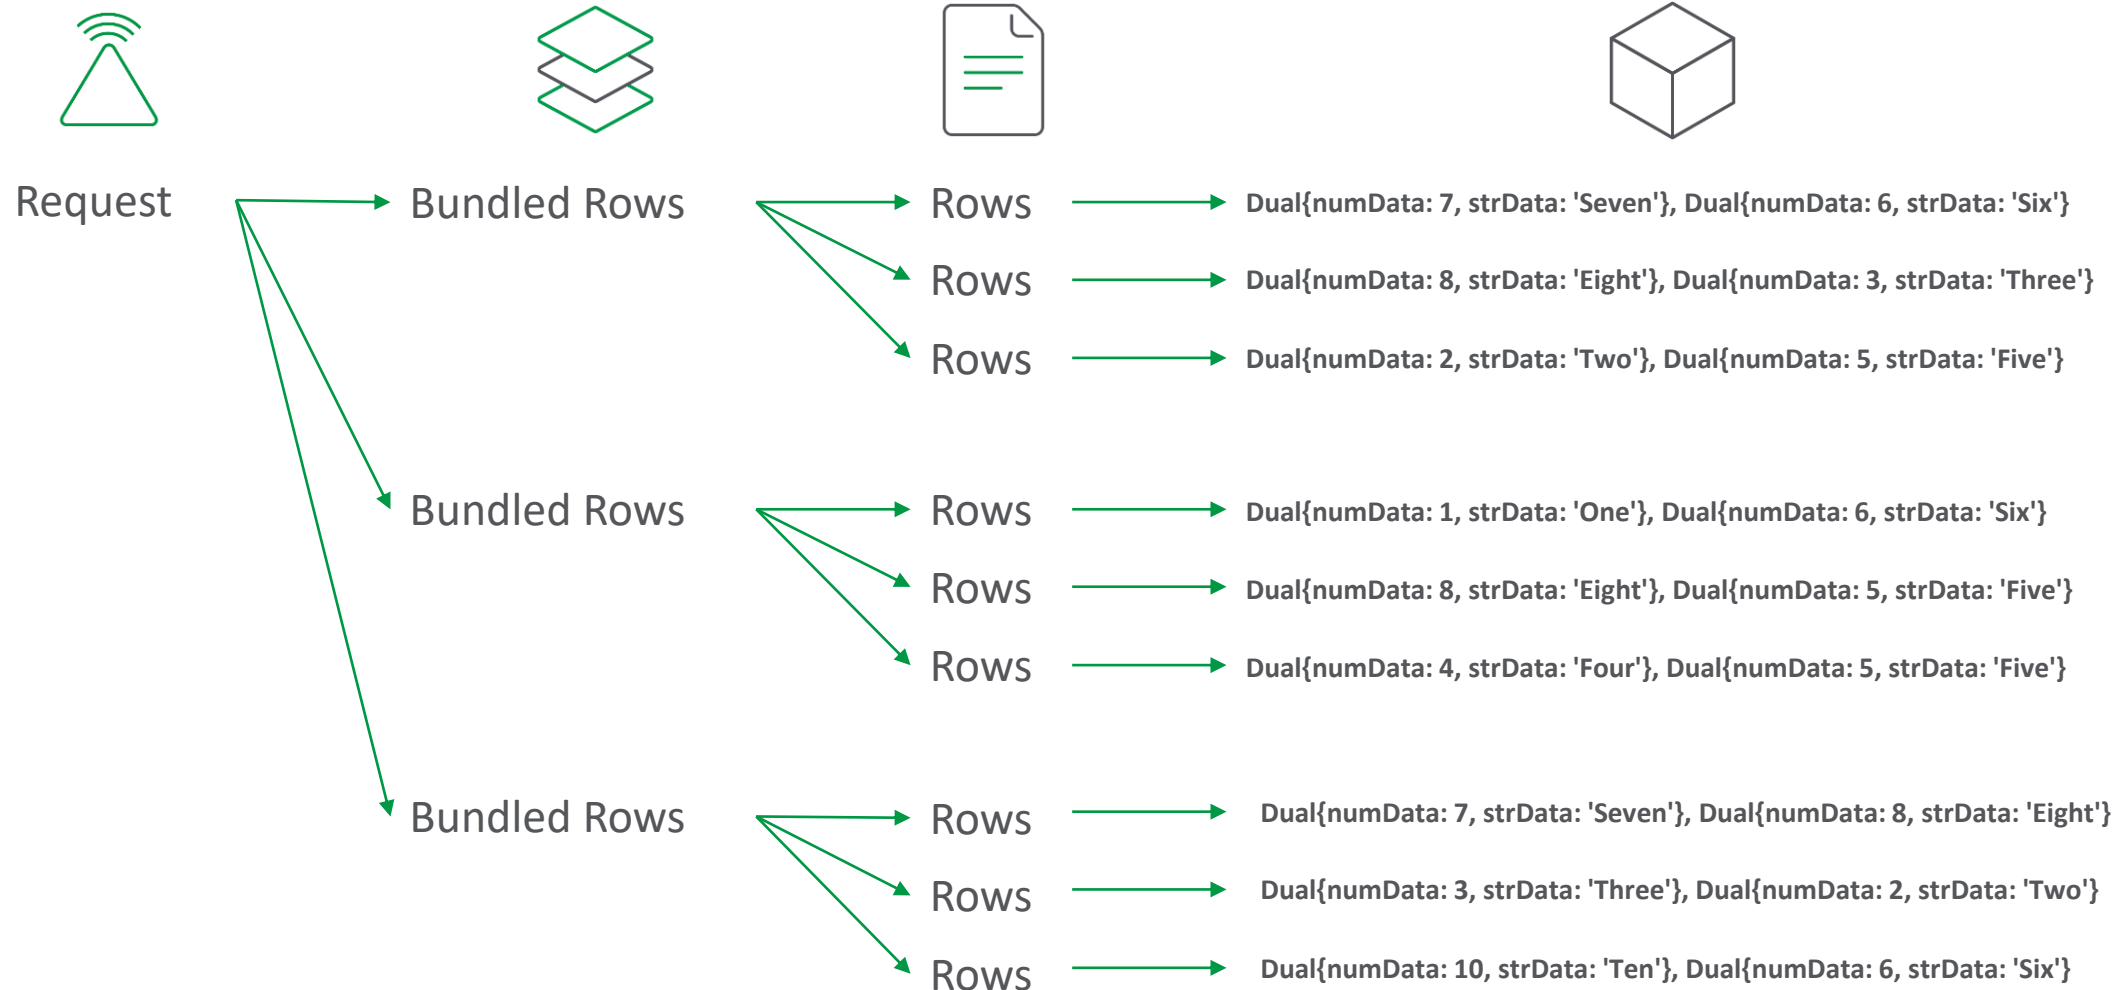 Request
Bundled Rows
Rows
Dual{numData: 7, strData: 'Seven'}, Dual{numData: 6, strData: 'Six'}
Rows
Dual{numData: 8, strData: 'Eight'}, Dual{numData: 3, strData: 'Three'}
Rows
Dual{numData: 2, strData: 'Two'}, Dual{numData: 5, strData: 'Five'}
Bundled Rows
Rows
Dual{numData: 1, strData: 'One'}, Dual{numData: 6, strData: 'Six'}
Rows
Dual{numData: 8, strData: 'Eight'}, Dual{numData: 5, strData: 'Five'}
Rows
Dual{numData: 4, strData: 'Four'}, Dual{numData: 5, strData: 'Five'}
Bundled Rows
Rows
Dual{numData: 7, strData: 'Seven'}, Dual{numData: 8, strData: 'Eight'}
Rows
Dual{numData: 3, strData: 'Three'}, Dual{numData: 2, strData: 'Two'}
Rows
Dual{numData: 10, strData: 'Ten'}, Dual{numData: 6, strData: 'Six'}